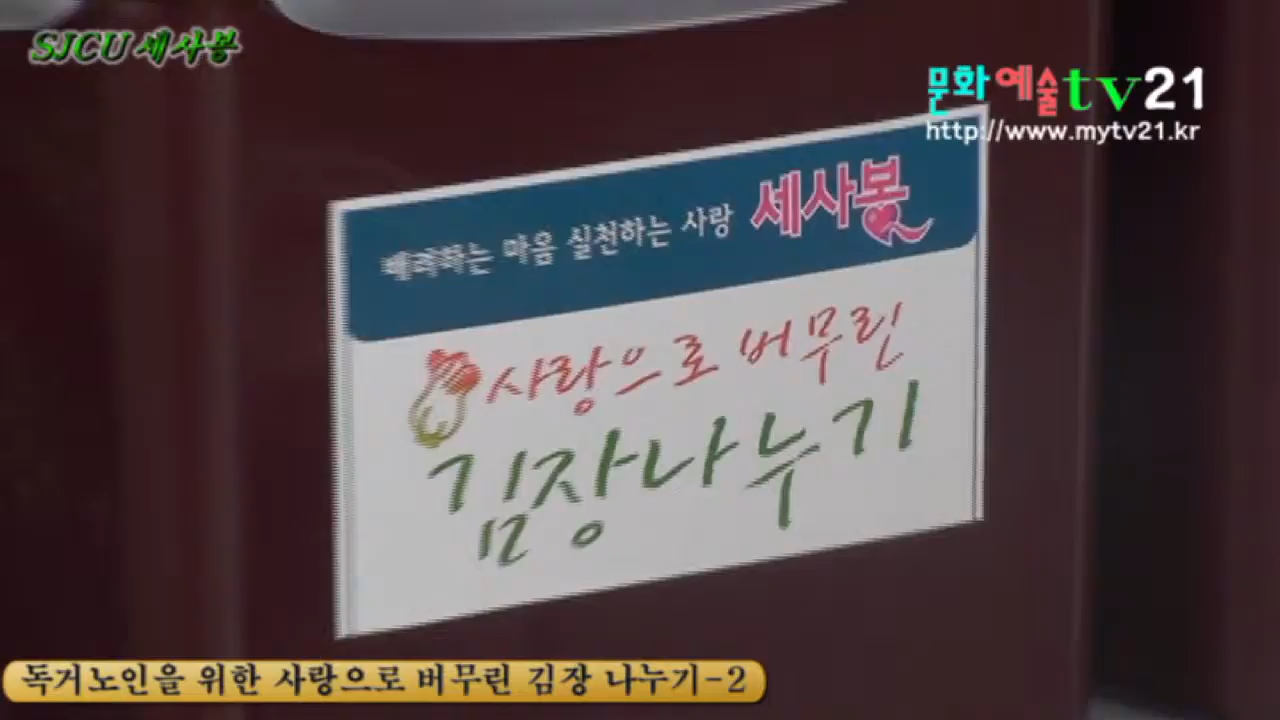 SJCU 세사봉
문화예술tv21
http://www.mytv21.kr
배려하는 마음 실천하는 사랑 세사봉
사랑으로 버무린
김장나누기
독거노인을 위한 사랑으로 버무린 김장 나누기-2